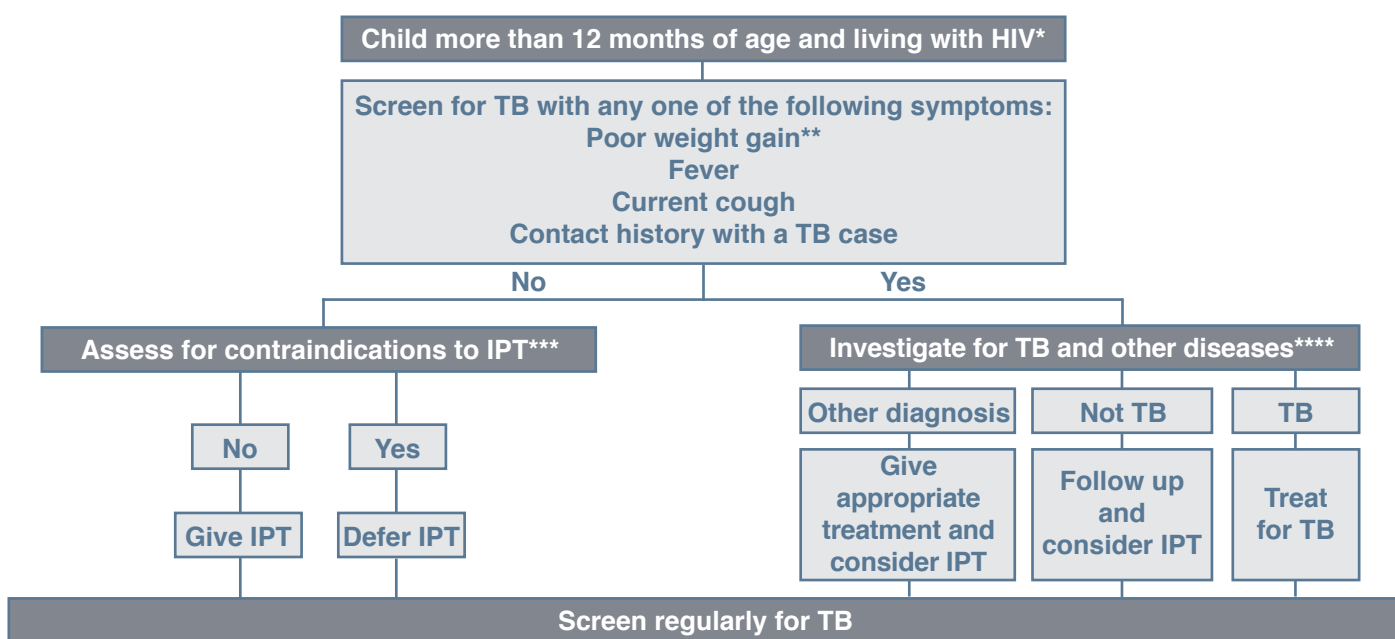 Child more than 12 months of age and living with HIV*
Screen for TB with any one of the following symptoms:
Poor weight gain**
Fever
Current cough
Contact history with a TB case
No
Yes
Assess for contraindications to IPT***
No
Yes
Give IPT
Defer IPT
Investigate for TB and other diseases****
Other diagnosis
Not TB
TB
Give
appropriate
treatment and
consider IPT
Follow up
and
consider IPT
Treat
for TB
Screen regularly for TB